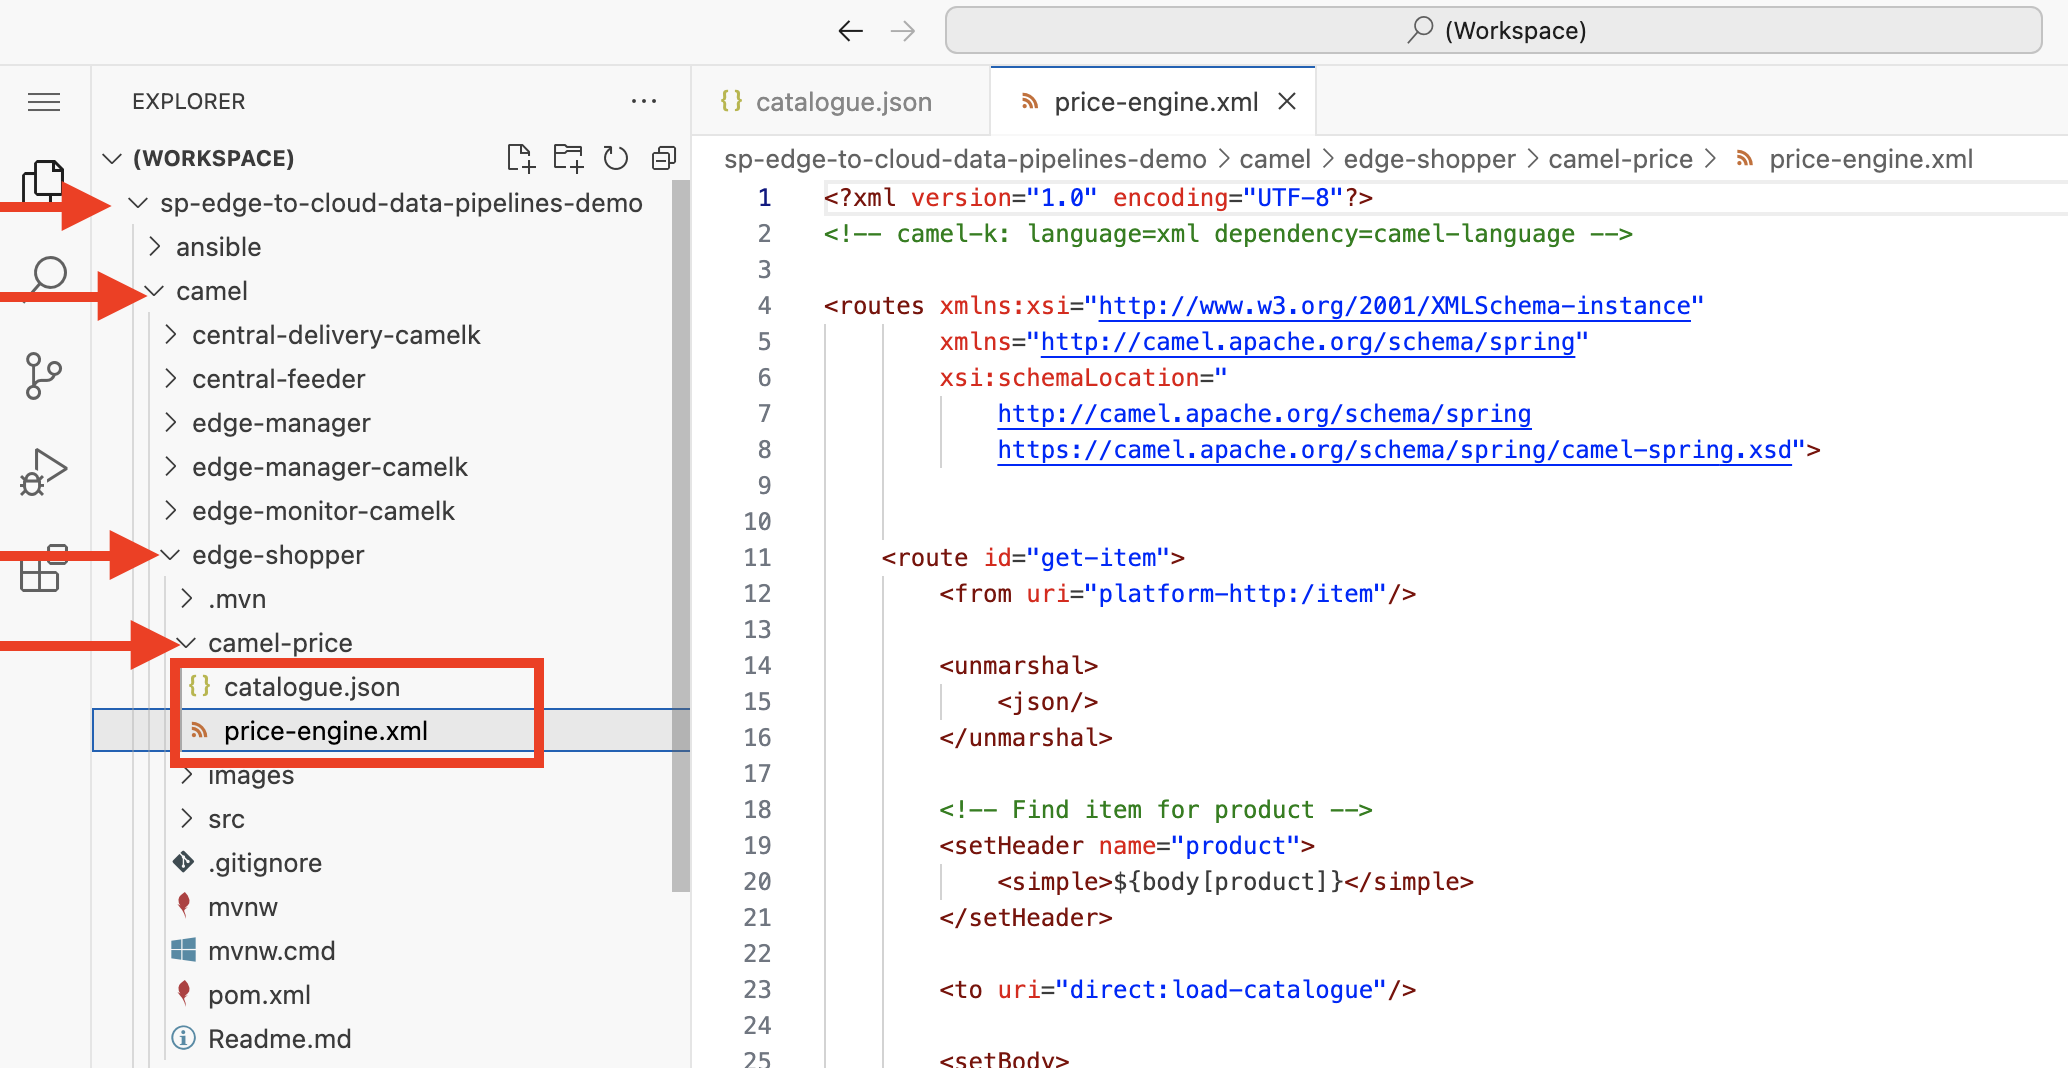 (Workspace)
EXPLORER
(WORKSPACE)
sp-edge-to-cloud-data-pipelines-demo
ansible
camel
central-delivery-camelk
central-feeder
edge-manager
edge-manager-camelk
edge-monitor-camelk
edge-shopper
.mvn
camel-price
{} catalogue.json
price-engine.xml
images
src
.gitignore
mvnw
mvnw.cmd
pom.xml
Readme.md
{} catalogue.json
price-engine.xml
sp-edge-to-cloud-data-pipelines-demo > camel > edge-shopper > camel-price > price-engine.xml
1 <?xml version="1.0" encoding="UTF-8"?>
2 <!-- camel-k: language=xml dependency=camel-language -->
3
4 <routes xmlns:xsi="http://www.w3.org/2001/XMLSchema-instance"
5 xmlns="http://camel.apache.org/schema/spring"
6 xsi:schemaLocation="
7 http://camel.apache.org/schema/spring
8 https://camel.apache.org/schema/spring/camel-spring.xsd">
9
10
11 <route id="get-item">
12 <from uri="platform-http:/item"/>
13
14 <unmarshal>
15 <json/>
16 </unmarshal>
17
18 <!-- Find item for product -->
19 <setHeader name="product">
20 <simple>${body[product]}</simple>
21 </setHeader>
22
23 <to uri="direct:load-catalogue"/>
24
25 <setBody>